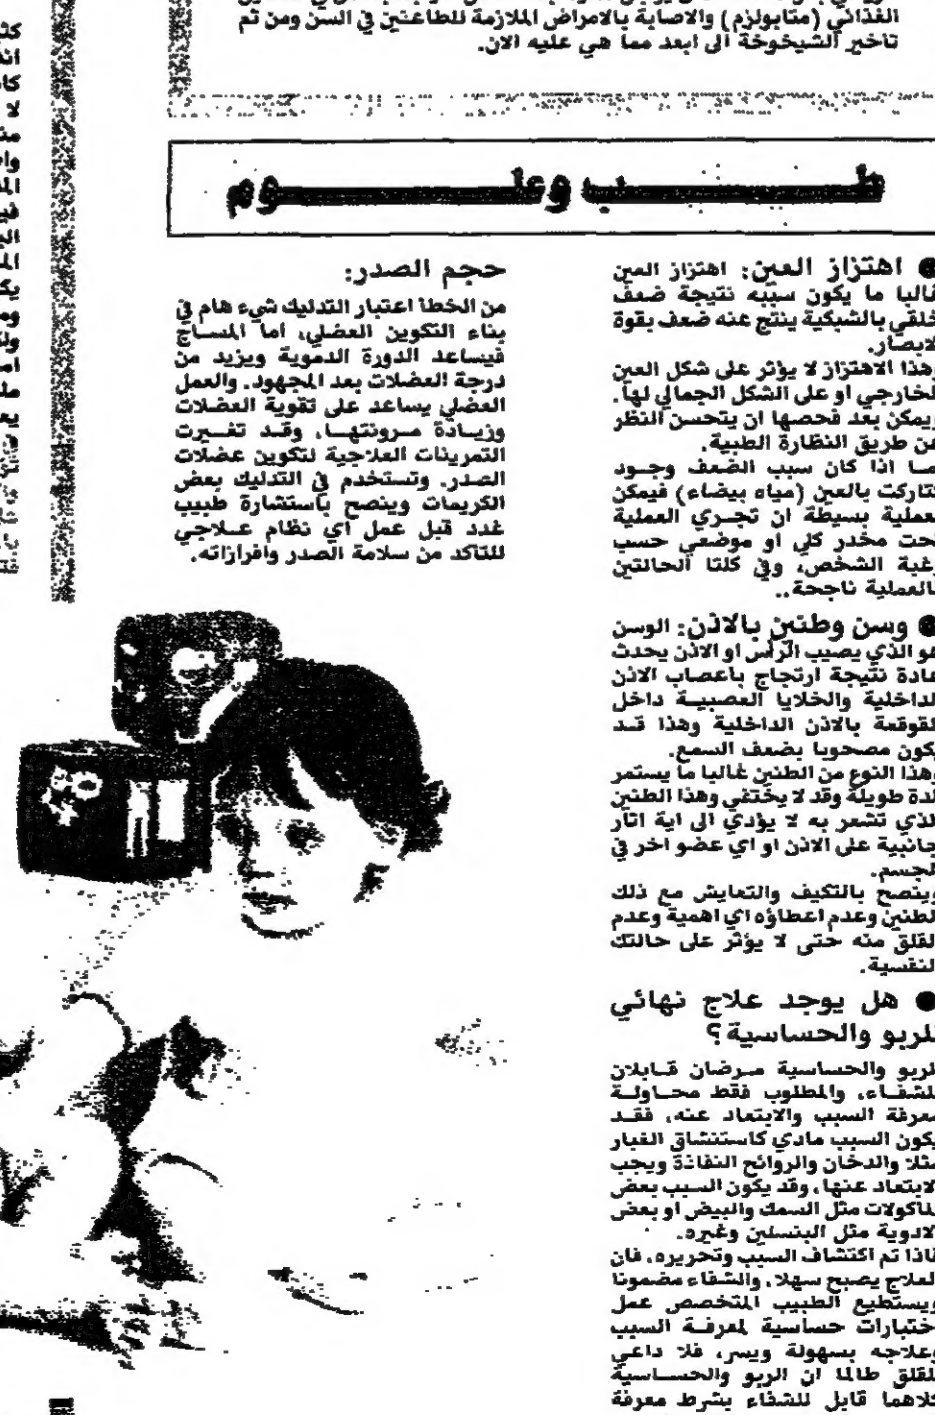 الغذائي (متابولزم) والاصابة بالامراض الملازمة للطاعنين في السن ومن ثم
تاخير الشيخوخة الى ابعد مما هي عليه الان.
طب وعلوم
● اهتزاز العين: اهتزاز العين
غالبا ما يكون سببه نتيجة ضعف
خلقي بالشبكية ينتج عنه ضعف بقوة
الابصار.
وهذا الاهتزاز لا يؤثر على شكل العين
الخارجي او على الشكل الجمالي لها.
ويمكن بعد فحصها ان يتحسن النظر
عن طريق النظارة الطبية.
اما اذا كان سبب الضعف وجود
كتاركت بالعين (مياه بيضاء) فيمكن
بعملية بسيطة ان تجري العملية
تحت مخدر كلي او موضعي حسب
رغبة الشخص، وفي كلتا الحالتين
فالعملية ناجحة..
● وسن وطنين بالاذن: الوسن
هو الذي يصيب الرأس او الاذن يحدث
عادة نتيجة ارتجاج باعصاب الاذن
الداخلية والخلايا العصبية داخل
القوقعة بالاذن الداخلية وهذا قد
يكون مصحوبا بضعف السمع.
وهذا النوع من الطنين غالبا ما يستمر
لمدة طويلة وقد لا يختفي وهذا الطنين
الذي تشعر به لا يؤدي الى اية اثار
جانبية على الاذن او اي عضو اخر في
الجسم.
وينصح بالتكيف والتعايش مع ذلك
الطنين وعدم اعطاؤه اي اهمية وعدم
القلق منه حتى لا يؤثر على حالتك
النفسية.
● هل يوجد علاج نهائي
للربو والحساسية؟
الربو والحساسية مرضان قابلان
للشفاء، والمطلوب فقط محاولة
معرفة السبب والابتعاد عنه، فقد
يكون السبب مادي كاستنشاق الغبار
مثلا والدخان والروائح النفاذة ويجب
الابتعاد عنها، وقد يكون السبب بعض
المأكولات مثل السمك والبيض او بعض
الادوية مثل البنسلين وغيره.
فاذا تم اكتشاف السبب وتحريره، فان
العلاج يصبح سهلا، والشفاء مضمونا
ويستطيع الطبيب المتخصص عمل
اختبارات حساسية لمعرفة السبب
وعلاجه بسهولة ويسر، فلا داعي
للقلق طالما ان الربو والحساسية
كلاهما قابل للشفاء بشرط معرفة
حجم الصدر:
من الخطا اعتبار التدليك شيء هام في
بناء التكوين العضلي، اما المساج
فيساعد الدورة الدموية ويزيد من
درجة العضلات بعد المجهود. والعمل
العضلي يساعد على تقوية العضلات
وزيادة مرونتها، وقد تغيرت
التمرينات العلاجية لتكوين عضلات
الصدر. وتستخدم في التدليك بعض
الكريمات وينصح باستشارة طبيب
غدد قبل عمل اي نظام علاجي
للتاكد من سلامة الصدر وافرازاته.